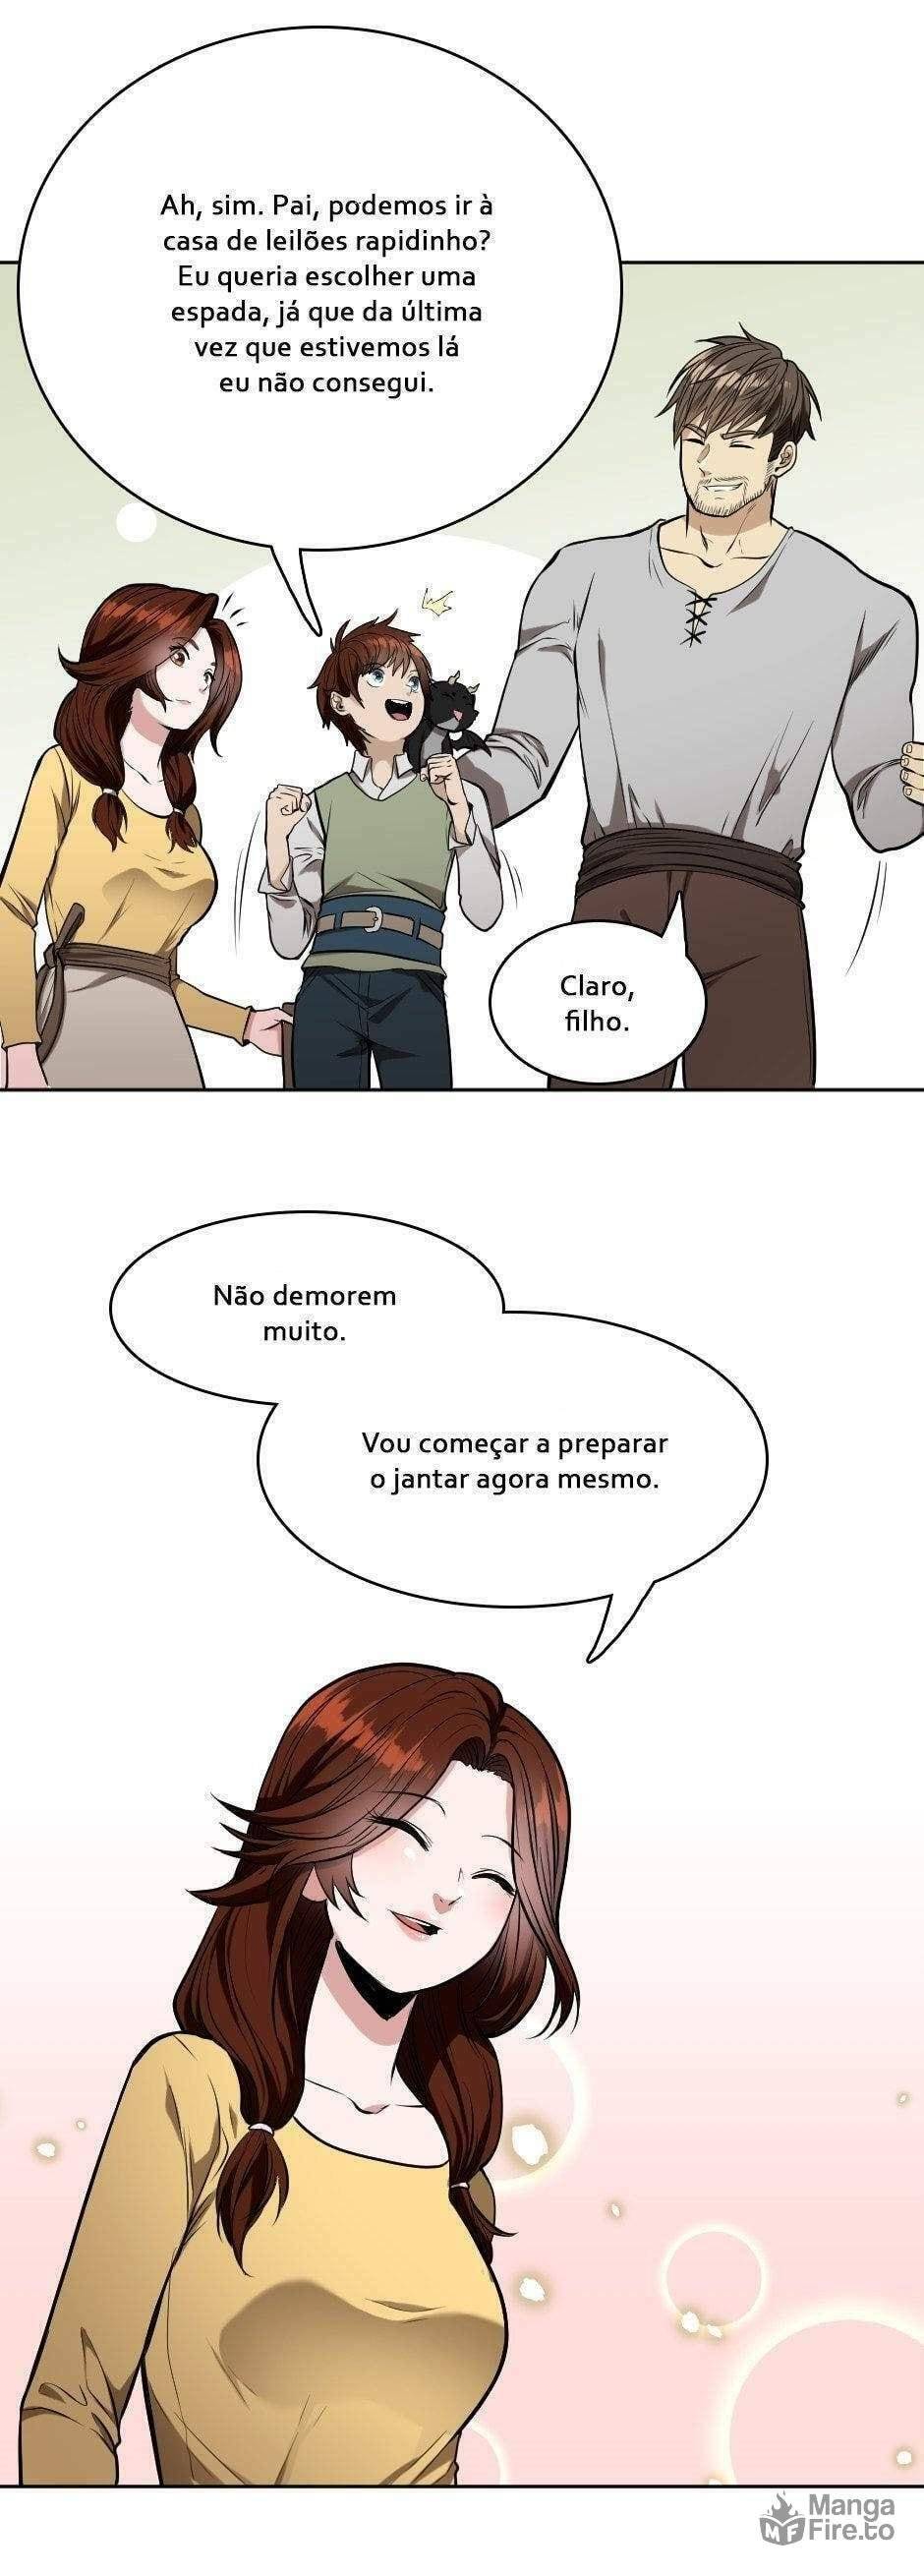 Ah, sim. Pai, podemos ir à
casa de leilões rapidinho?
Eu queria escolher uma
espada, já que da última
vez que estivemos lá
eu não consegui.
Claro,
filho.
Não demorem
muito.
Vou começar a preparar
o jantar agora mesmo.
MF
Manga
Fire.to